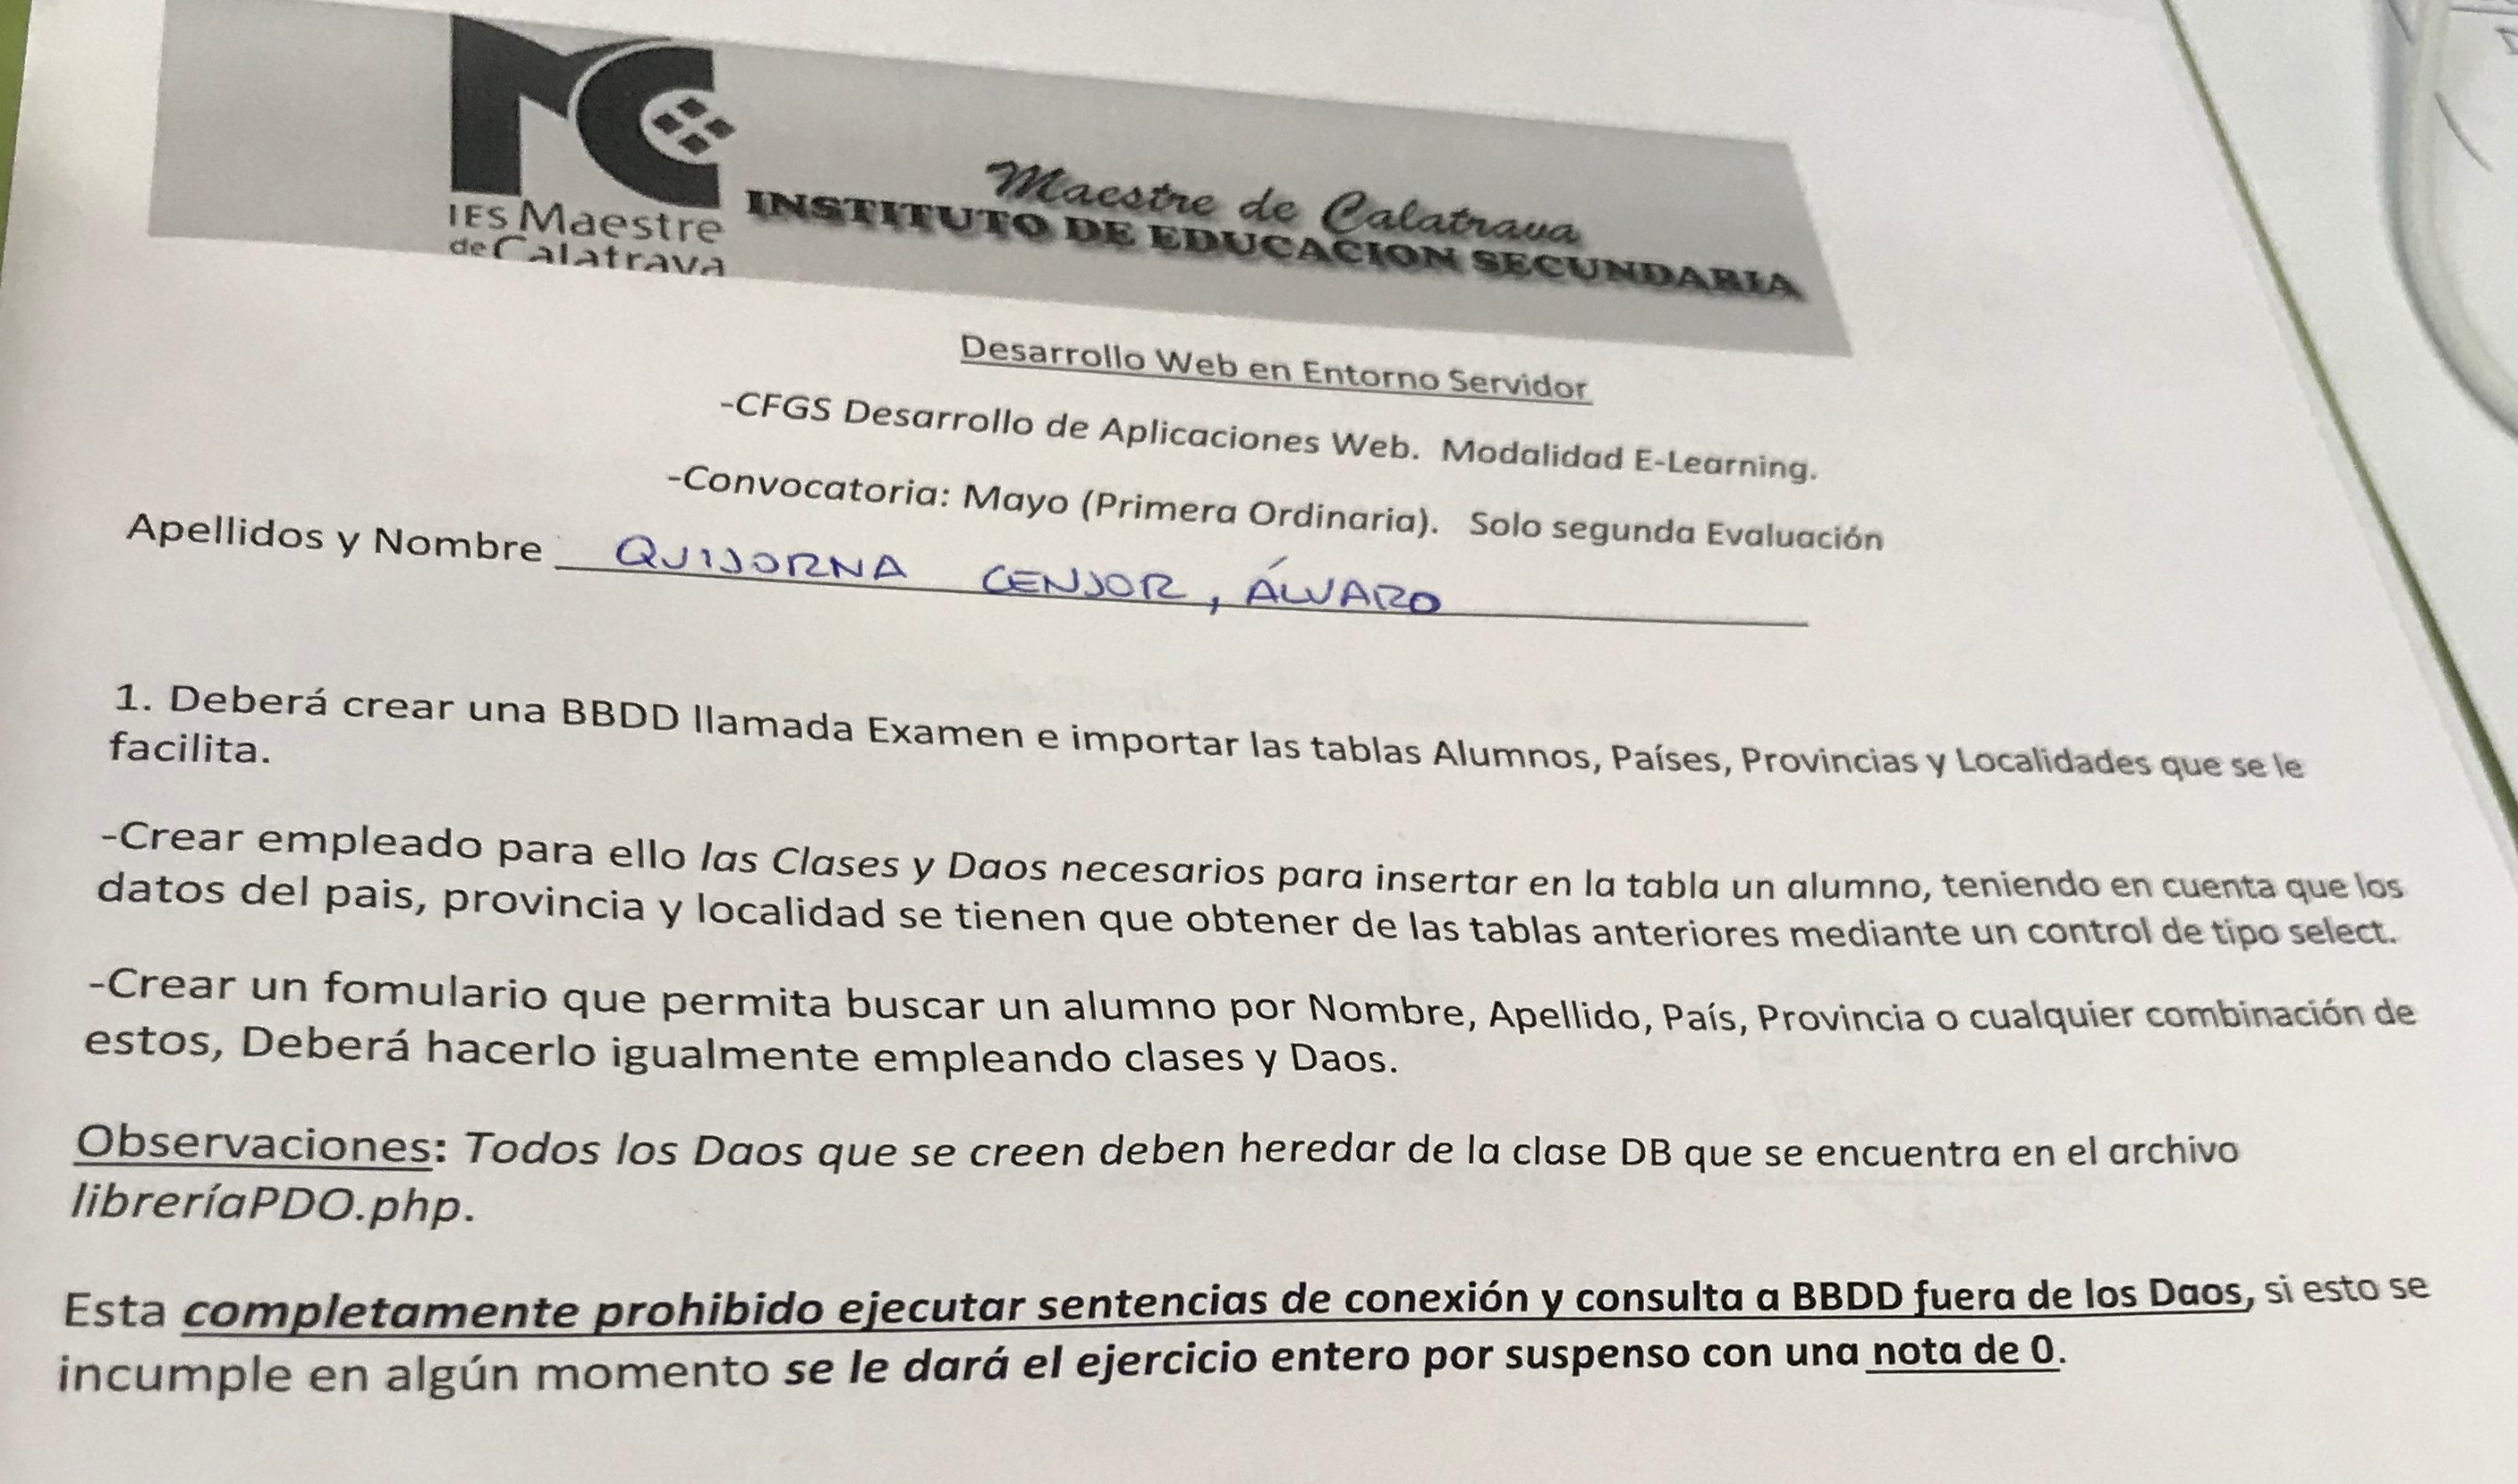 IES Maestre
de Calatrava
Maestre de Calatrava
INSTITUTO DE EDUCACION SECUNDARIA
Desarrollo Web en Entorno Servidor
-CFGS Desarrollo de Aplicaciones Web. Modalidad E-Learning.
-Convocatoria: Mayo (Primera Ordinaria). Solo segunda Evaluación
Apellidos y Nombre QUIJORNA CENJOR, ÁLVARO
1. Deberá crear una BBDD llamada Examen e importar las tablas Alumnos, Países, Provincias y Localidades que se le
facilita.
-Crear empleado para ello las Clases y Daos necesarios para insertar en la tabla un alumno, teniendo en cuenta que los
datos del pais, provincia y localidad se tienen que obtener de las tablas anteriores mediante un control de tipo select.
-Crear un fomulario que permita buscar un alumno por Nombre, Apellido, País, Provincia o cualquier combinación de
estos, Deberá hacerlo igualmente empleando clases y Daos.
Observaciones: Todos los Daos que se creen deben heredar de la clase DB que se encuentra en el archivo
libreríaPDO.php.
Esta completamente prohibido ejecutar sentencias de conexión y consulta a BBDD fuera de los Daos, si esto se
incumple en algún momento se le dará el ejercicio entero por suspenso con una nota de 0.